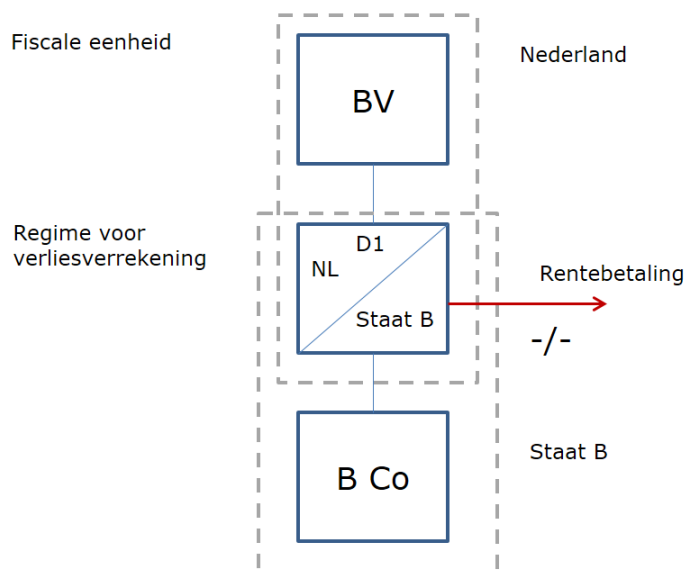 Fiscale eenheid
Nederland
BV
Regime voor
verliesverrekening
D1
NL
Staat B
Rentebetaling
-/-
B Co
Staat B